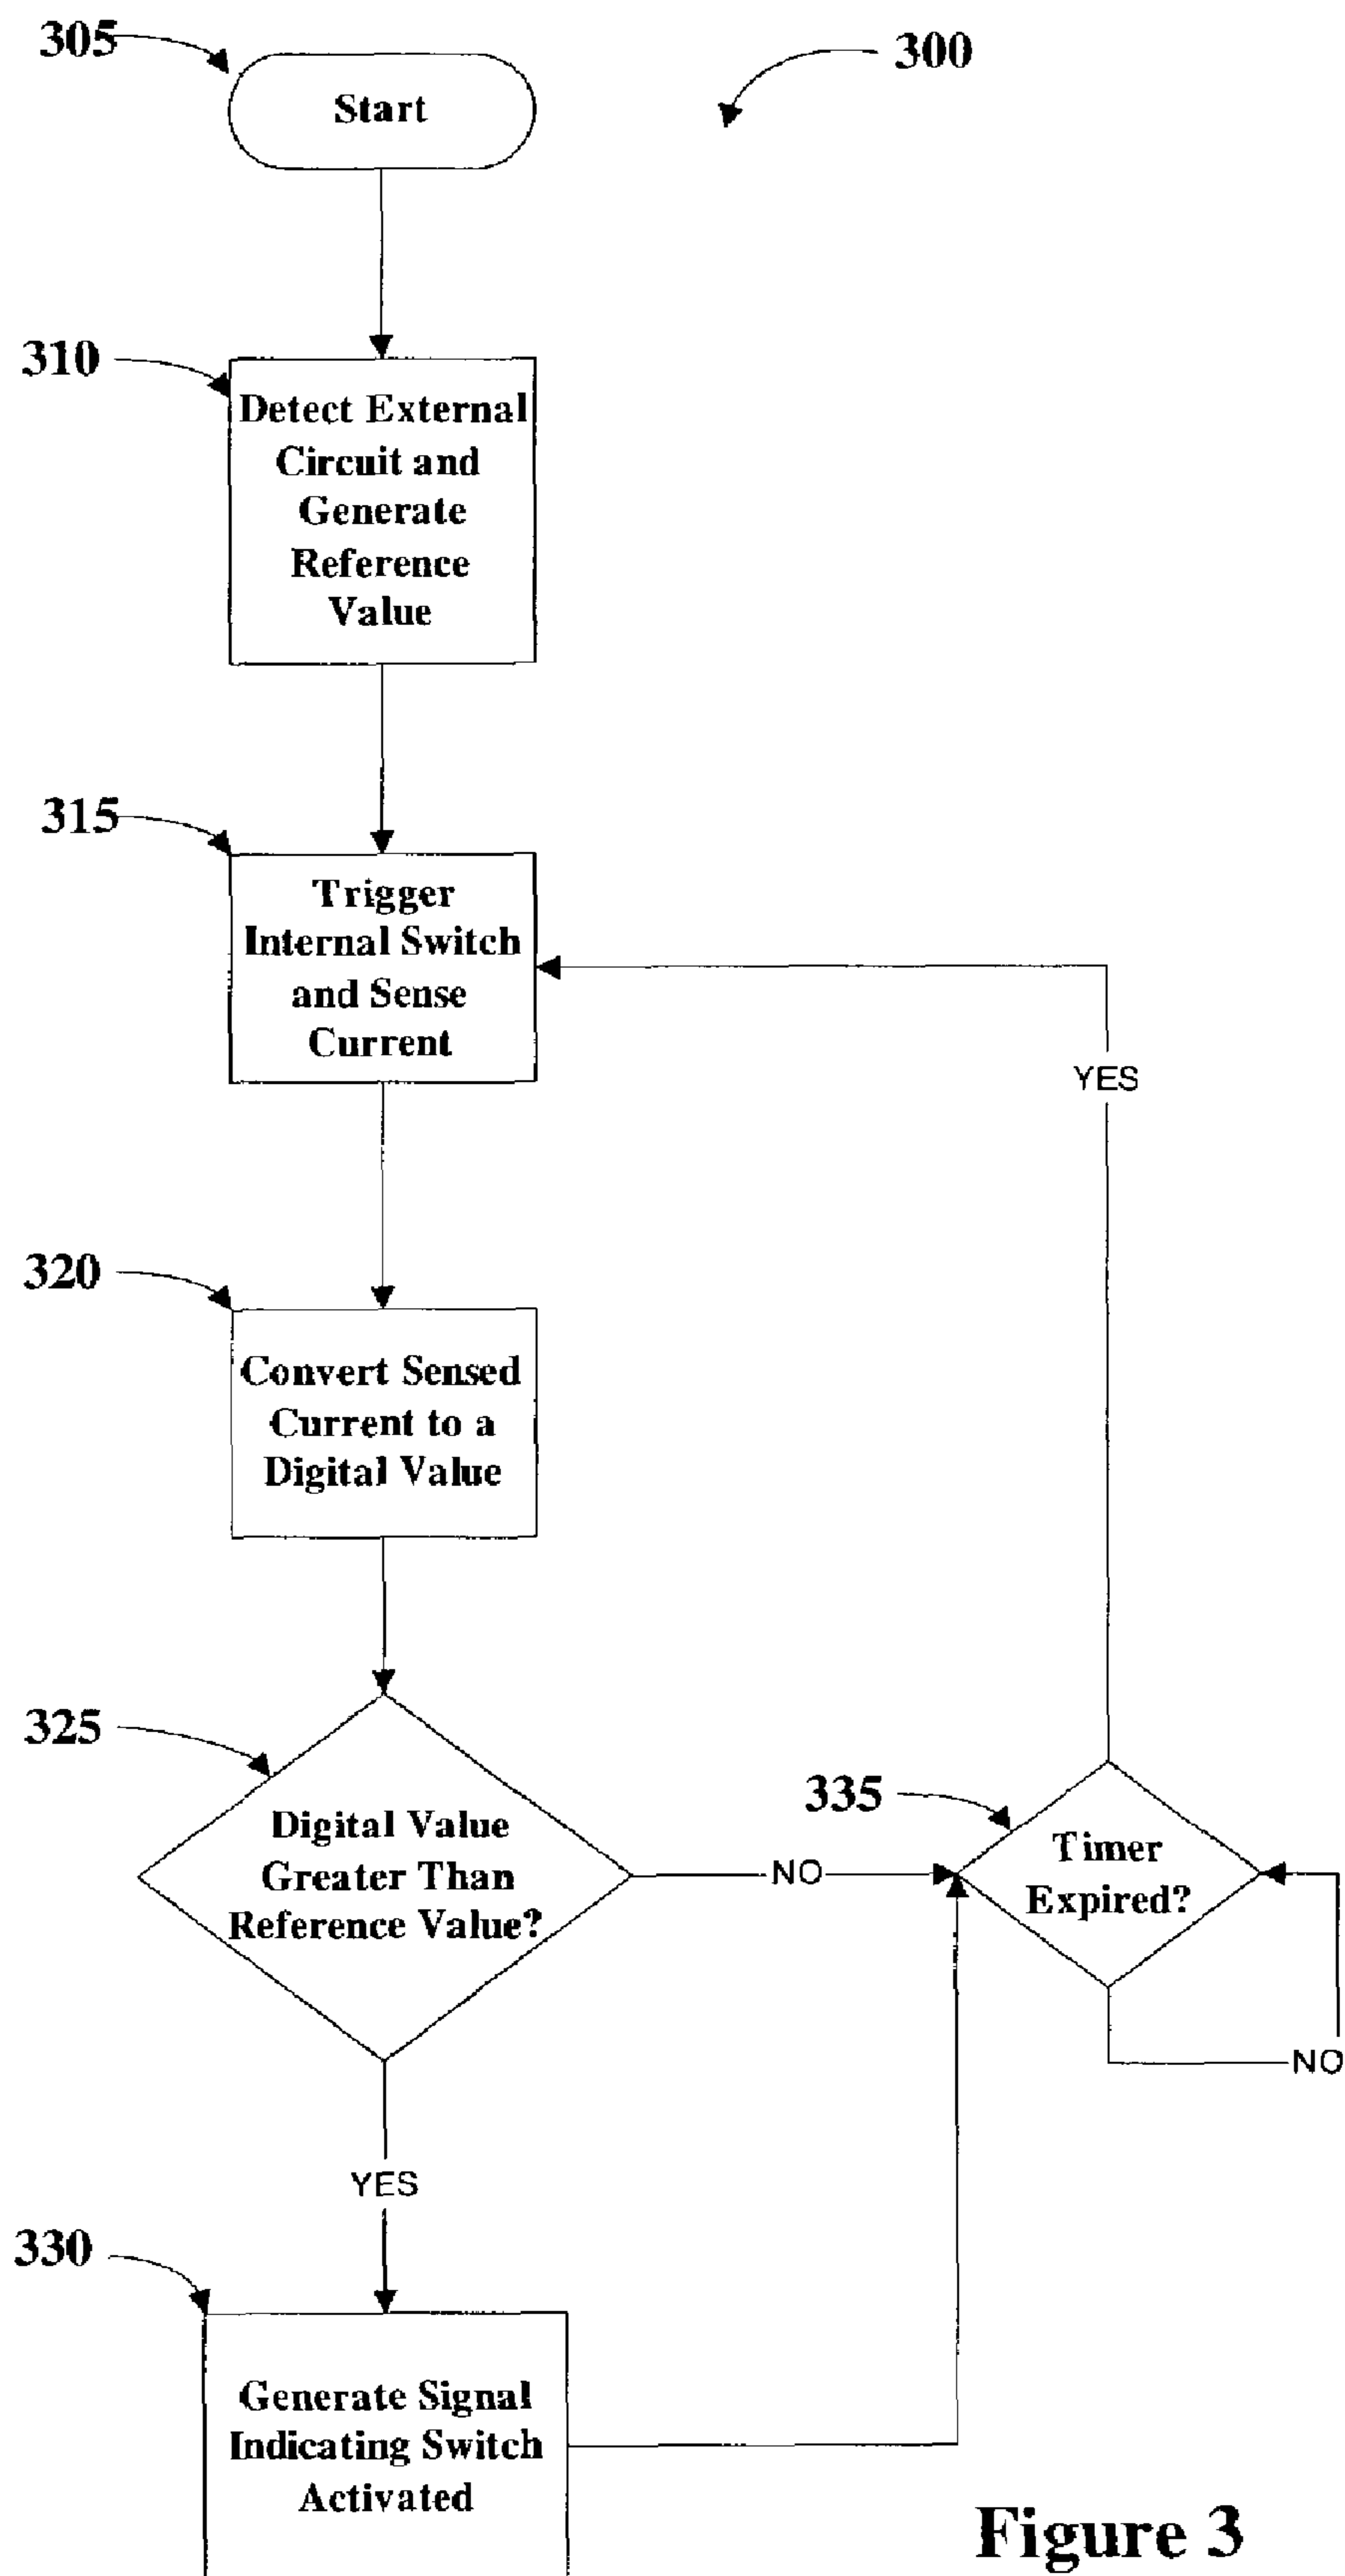 305
Start
300
310
Detect External
Circuit and
Generate
Reference
Value
315
Trigger
Internal Switch
and Sense
Current
YES
320
Convert Sensed
Current to a
Digital Value
325
Digital Value
Greater Than
Reference Value?
NO
335
Timer
Expired?
NO
YES
330
Generate Signal
Indicating Switch
Activated
Figure 3